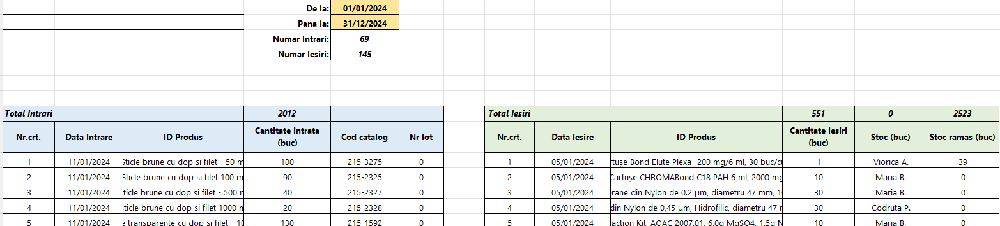 De la: 01/01/2024
Pana la: 31/12/2024
Numar Intrari: 69
Numar Iesiri: 145
Total Intrari 2012
Nr.crt. Data Intrare ID Produs Cantitate intrata (buc) Cod catalog Nr lot
1 11/01/2024 Sticle brune cu dop si filet - 50 m 100 215-3275 0
2 11/01/2024 Sticle brune cu dop si filet 100 m 90 215-2325 0
3 11/01/2024 ticle brune cu dop si filet - 500 m 40 215-2327 0
4 11/01/2024 Sticle brune cu dop si filet 1000 m 20 215-2328 0
5 11/01/2024 e transparente cu dop si filet - 10 130 215-1592 0
Total Iesiri 551 0 2523
Nr.crt. Data Iesire ID Produs Cantitate iesiri (buc) Stoc (buc) Stoc ramas (buc)
1 05/01/2024 rtușe Bond Elute Plexa- 200 mg/6 ml, 30 buc/cu 1 Viorica A. 39
2 05/01/2024 Cartușe CHROMABond C18 PAH 6 ml, 2000 mg 10 Maria B. 0
3 05/01/2024 rane din Nylon de 0.2 µm, diametru 47 mm, 1 30 Maria B. 0
4 05/01/2024 din Nylon de 0,45 µm, Hidrofilic, diametru 47 r 30 Codruta P. 0
5 05/01/2024 raction Kit, AOAC 2007.01, 6.0g MgSO4, 1.5g N 10 Maria B. 0